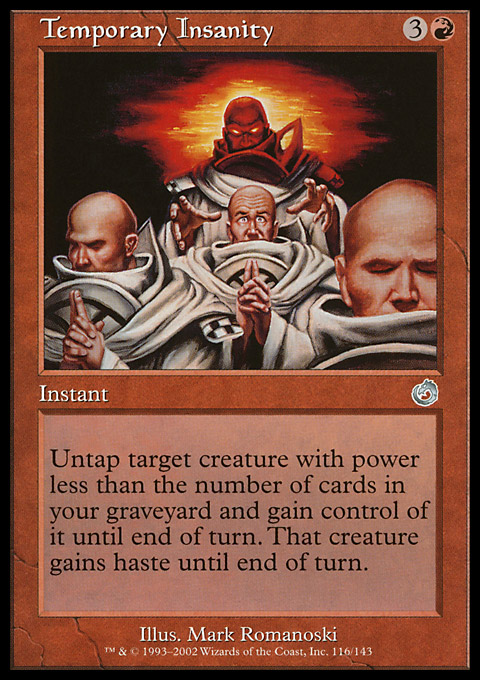 Temporary Insanity 3
Instant
Untap target creature with power
less than the number of cards in
your graveyard and gain control of
it until end of turn. That creature
gains haste until end of turn.
Illus. Mark Romanoski
™ & © 1993–2002 Wizards of the Coast, Inc. 116/143